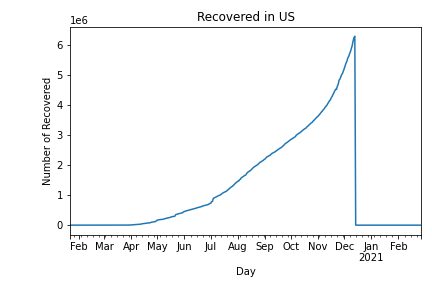 Recovered in US
1e6
6
5
4
3
2
1
0
Number of Recovered
Feb Mar Apr May Jun Jul Aug Sep Oct Nov Dec Jan Feb
2021
Day